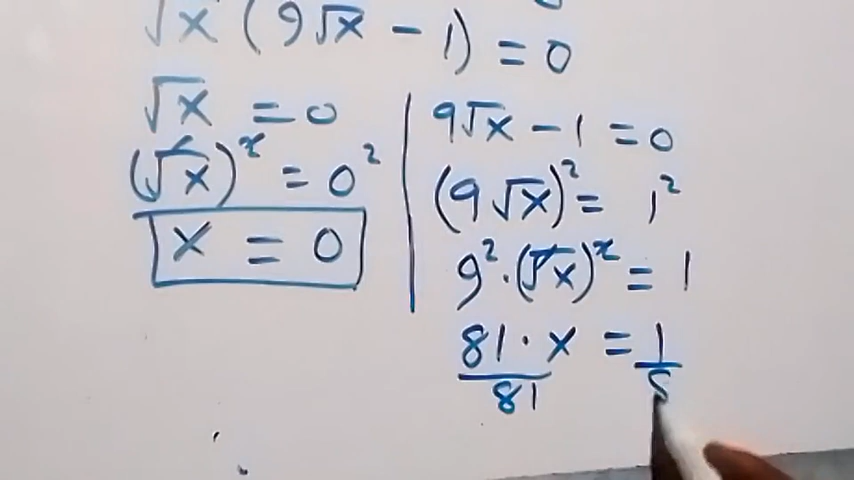 √x (9√x - 1) = 0
√x = 0
(√x)² = 0²
x = 0
9√x - 1 = 0
(9√x)² = 1²
9² · (√x)² = 1
81 · x = 1
81 8